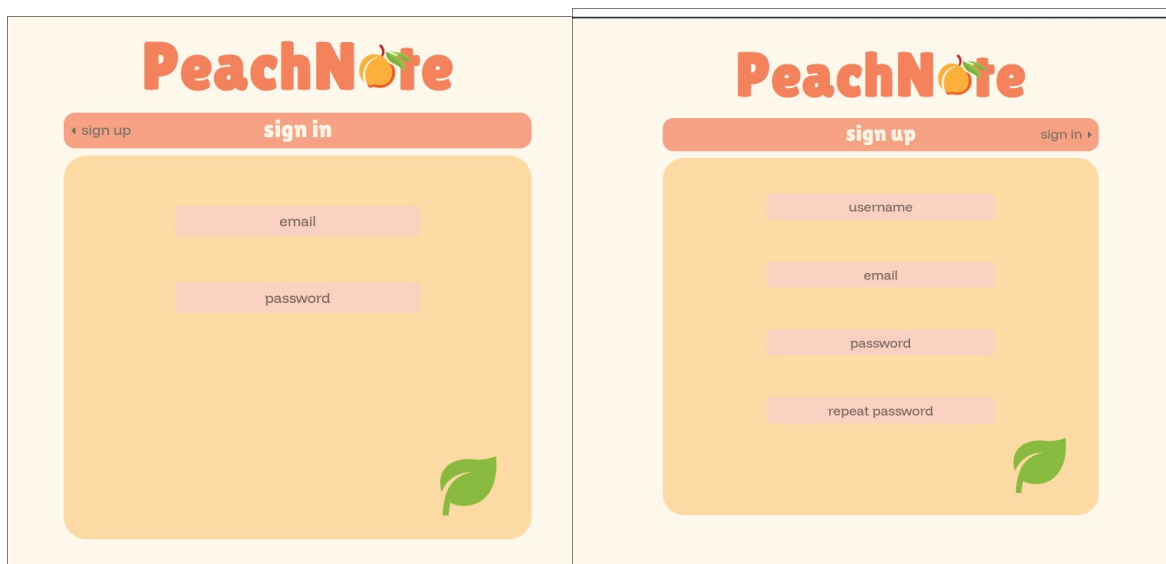 PeachNote
sign up
sign in
email
password
PeachNote
sign up
sign in
username
email
password
repeat password